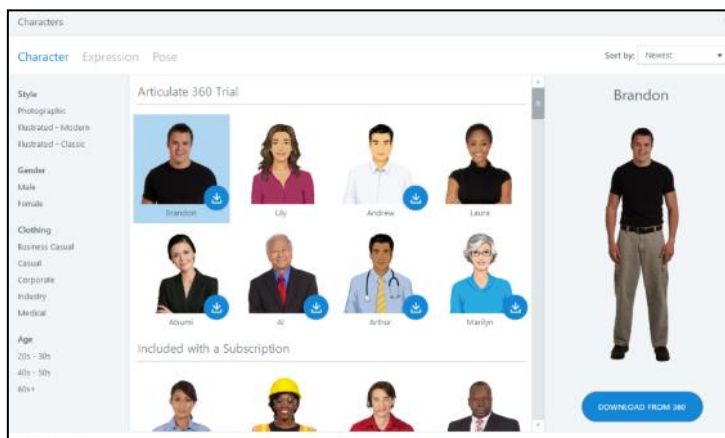 Characters
Character Expression Pose
Sort by: Newest
Style
Photographic
Illustrated - Modern
Illustrated - Classic
Gender
Male
Female
Clothing
Business Casual
Casual
Corporate
Industry
Medical
Age
20s - 30s
40s - 50s
60s+
Articulate 360 Trial
Brandon Lily Andrew Laura
Atsumi Al Arthur Marilyn
Included with a Subscription
Brandon
DOWNLOAD FROM 360